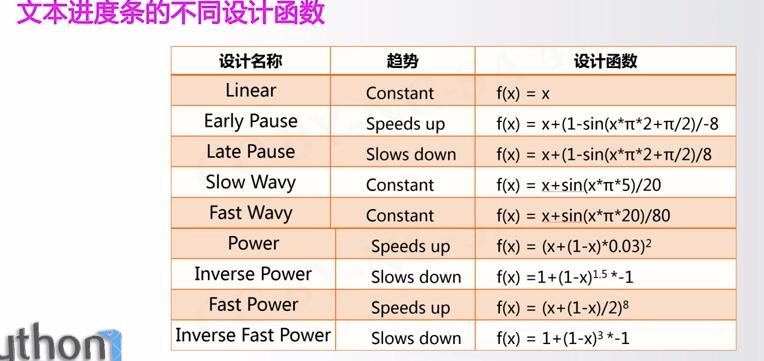 文本进度条的不同设计函数
设计名称 趋势 设计函数
Linear Constant f(x) = x
Early Pause Speeds up f(x) = x+(1-sin(x*π*2+π/2)/-8
Late Pause Slows down f(x) = x+(1-sin(x*π*2+π/2)/8
Slow Wavy Constant f(x) = x+sin(x*π*5)/20
Fast Wavy Constant f(x) = x+sin(x*π*20)/80
Power Speeds up f(x) = (x+(1-x)*0.03)²
Inverse Power Slows down f(x) =1+(1-x)¹·⁵ *-1
Fast Power Speeds up f(x) = (x+(1-x)/2)⁸
Inverse Fast Power Slows down f(x) = 1+(1-x)³ *-1
uthon